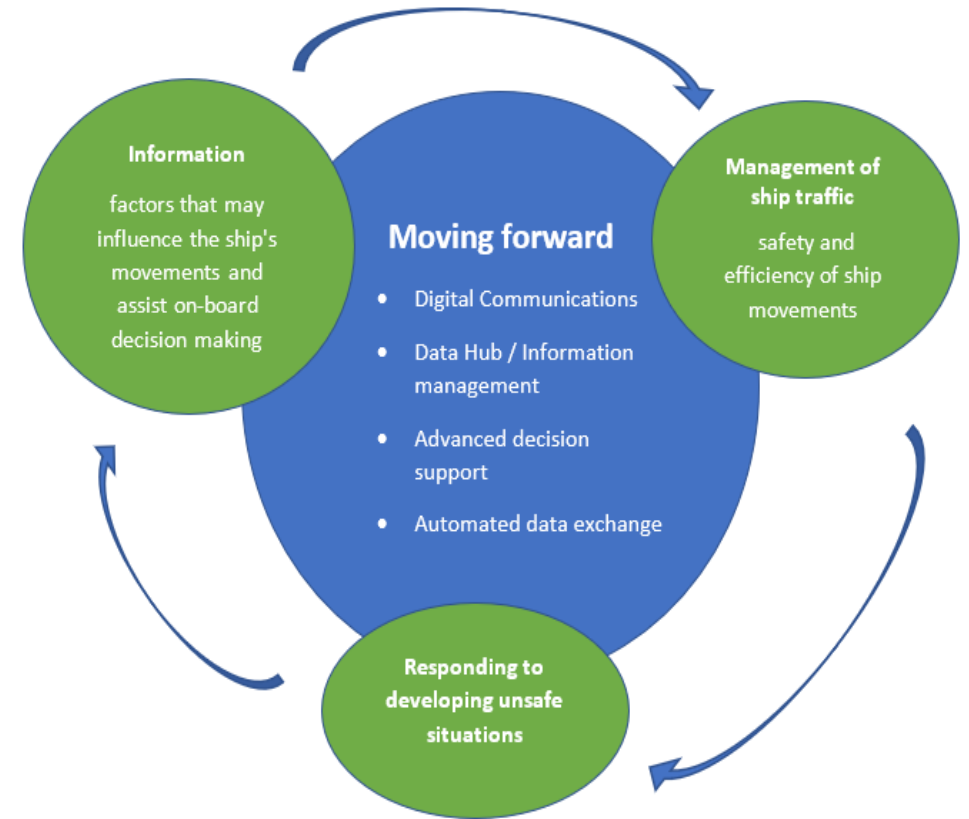 Information
factors that may
influence the ship's
movements and
assist on-board
decision making
Moving forward
• Digital Communications
• Data Hub / Information
management
• Advanced decision
support
• Automated data exchange
Management of
ship traffic
safety and
efficiency of ship
movements
Responding to
developing unsafe
situations